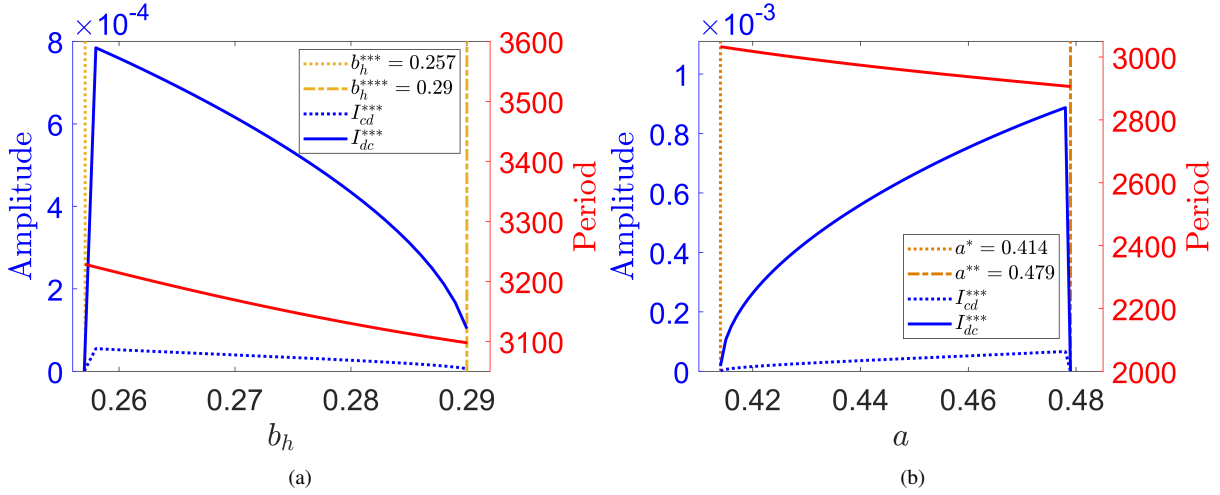 ×10⁻⁴
8
6
4
2
0
Amplitude
3600
3500
3400
3300
3200
3100
Period
0.26 0.27 0.28 0.29
b_h
b_h^{***} = 0.257
b_h^{****} = 0.29
I_{cd}^{***}
I_{dc}^{***}
(a)
×10⁻³
1
0.8
0.6
0.4
0.2
0
Amplitude
3000
2800
2600
2400
2200
2000
Period
0.42 0.44 0.46 0.48
a
a^* = 0.414
a^{**} = 0.479
I_{cd}^{***}
I_{dc}^{***}
(b)